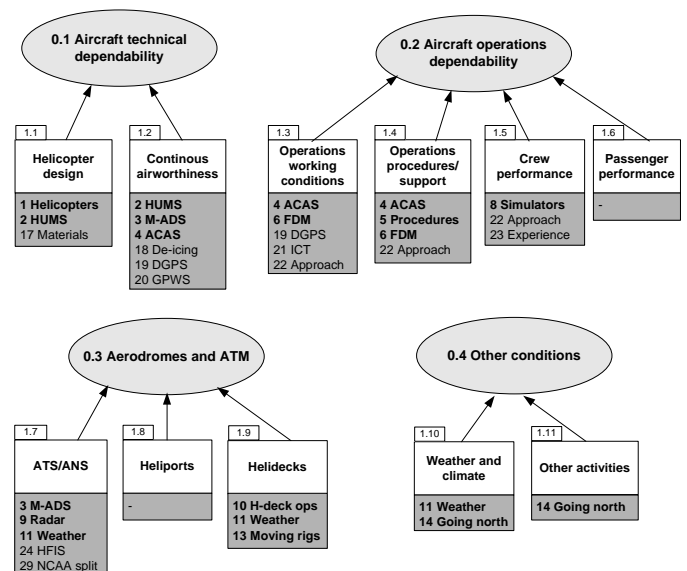 0.1 Aircraft technical
dependability
0.2 Aircraft operations
dependability
1.1
Helicopter
design
1 Helicopters
2 HUMS
17 Materials
1.2
Continous
airworthiness
2 HUMS
3 M-ADS
4 ACAS
18 De-icing
19 DGPS
20 GPWS
1.3
Operations
working
conditions
4 ACAS
6 FDM
19 DGPS
21 ICT
22 Approach
1.4
Operations
procedures/
support
4 ACAS
5 Procedures
6 FDM
22 Approach
1.5
Crew
performance
8 Simulators
22 Approach
23 Experience
1.6
Passenger
performance
-
0.3 Aerodromes and ATM
0.4 Other conditions
1.7
ATS/ANS
3 M-ADS
9 Radar
11 Weather
24 HFIS
29 NCAA split
1.8
Heliports
-
1.9
Helidecks
10 H-deck ops
11 Weather
13 Moving rigs
1.10
Weather and
climate
11 Weather
14 Going north
1.11
Other activities
14 Going north